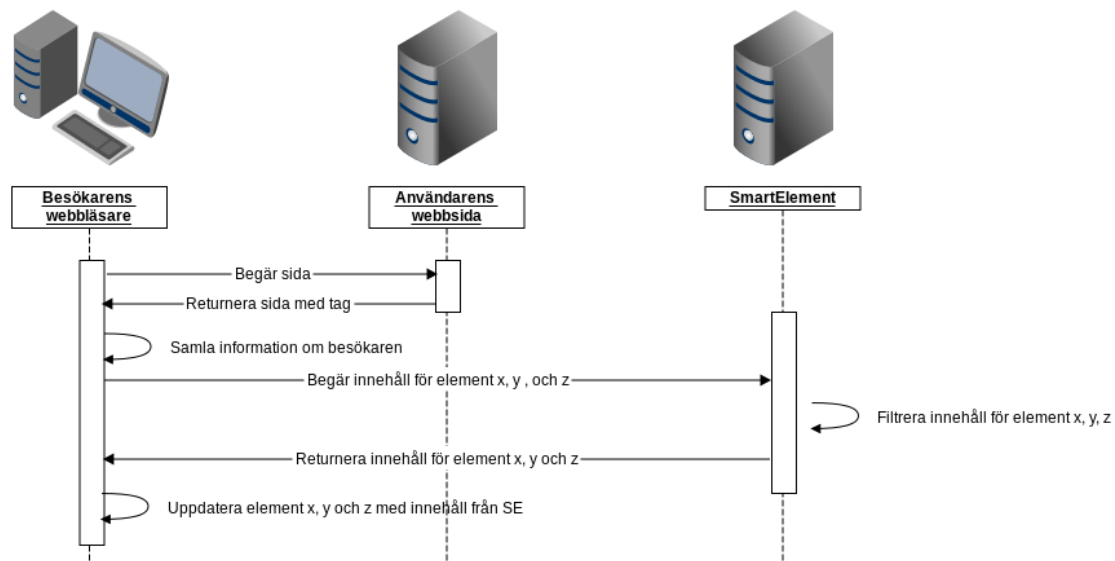 Besökarens
webbläsare
Användarens
webbsida
SmartElement
Begär sida
Returnera sida med tag
Samla information om besökaren
Begär innehåll för element x, y , och z
Filtrera innehåll för element x, y, z
Returnera innehåll för element x, y och z
Uppdatera element x, y och z med innehåll från SE